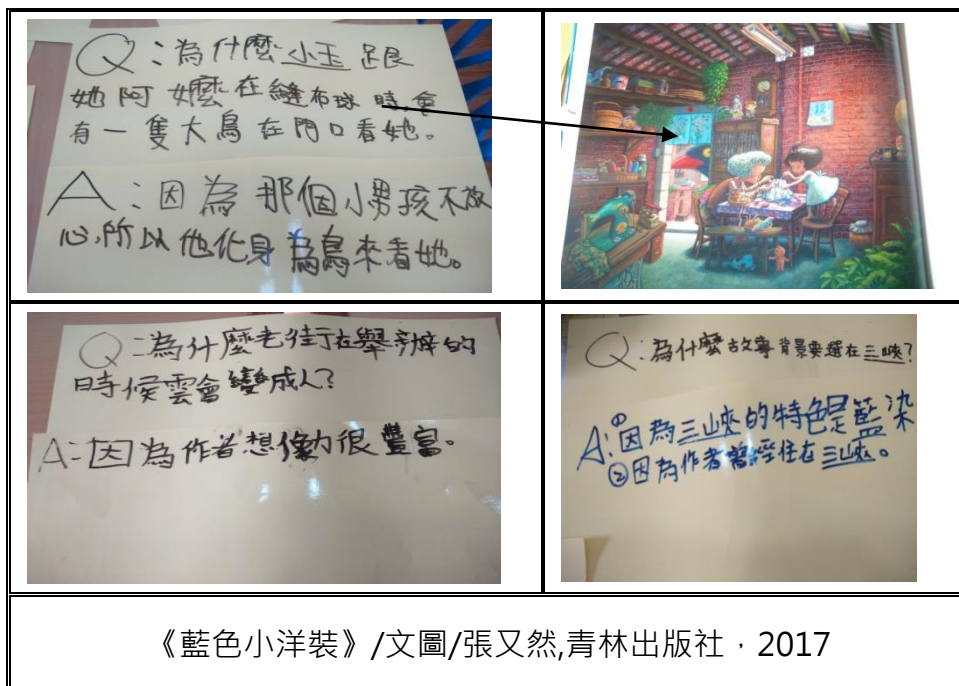 Q：為什麼小玉跟
她阿嬤在縫布球時,會
有一隻大鳥在門口看她。
A：因為那個小男孩不放
心,所以他化身為鳥來看她。
Q：為什麼老街在舉辦的
時候雲會變成人?
A：因為作者想像力很豐富。
Q：為什麼故事背景要選在三峽?
A：①因為三峽的特色是藍染
②因為作者曾經住在三峽。
《藍色小洋裝》/文圖/張又然,青林出版社，2017